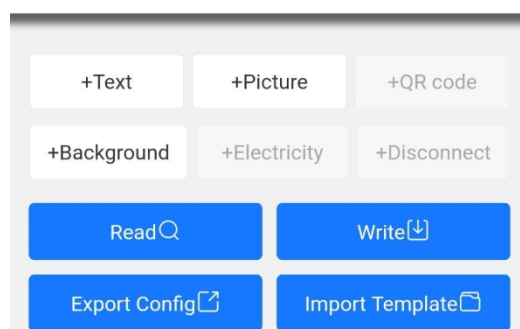 +Text +Picture +QR code
+Background +Electricity +Disconnect
Read Write
Export Config Import Template